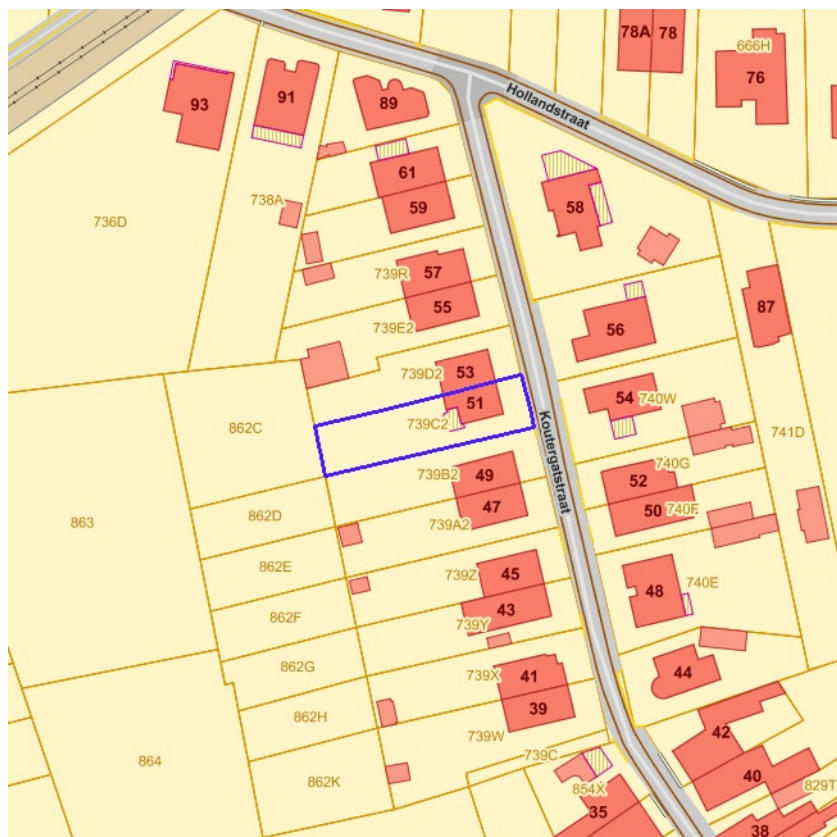 78A
78
666H
76
93
91
89
Hollandstraat
61
59
738A
58
736D
57
739R
55
739E2
87
56
53
739D2
51
54
740W
862C
739C2
Koutergatstraat
741D
740G
739B2
49
52
863
862D
47
50
740F
739A2
862E
45
739Z
48
740E
862F
43
739Y
862G
41
739X
44
862H
39
739W
42
864
739C
862K
40
854X
829T
35
38